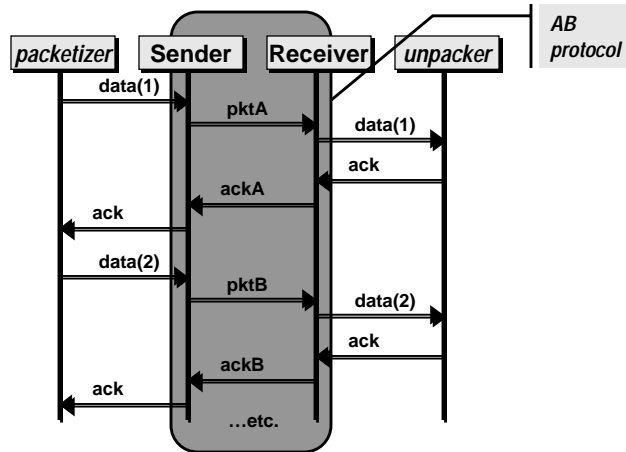 AB
protocol
packetizer
Sender
Receiver
unpacker
data(1)
pktA
data(1)
ack
ackA
ack
data(2)
pktB
data(2)
ack
ackB
ack
...etc.